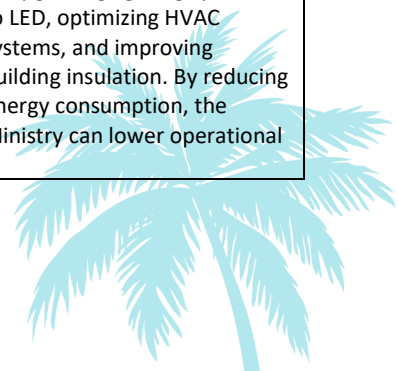 LED, optimizing HVAC
ystems, and improving
uilding insulation. By reducing
nergy consumption, the
inistry can lower operational